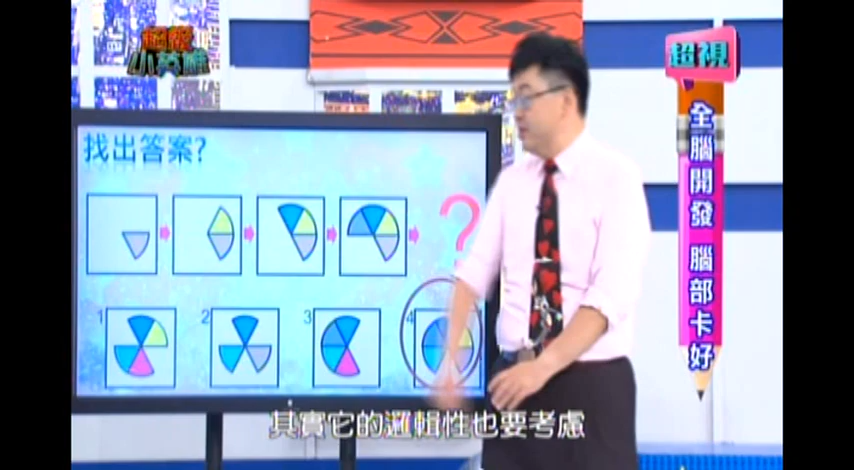 超級
小英雄
超視
全腦開發 腦部卡好
找出答案?
?
1
2
3
4
其實它的邏輯性也要考慮